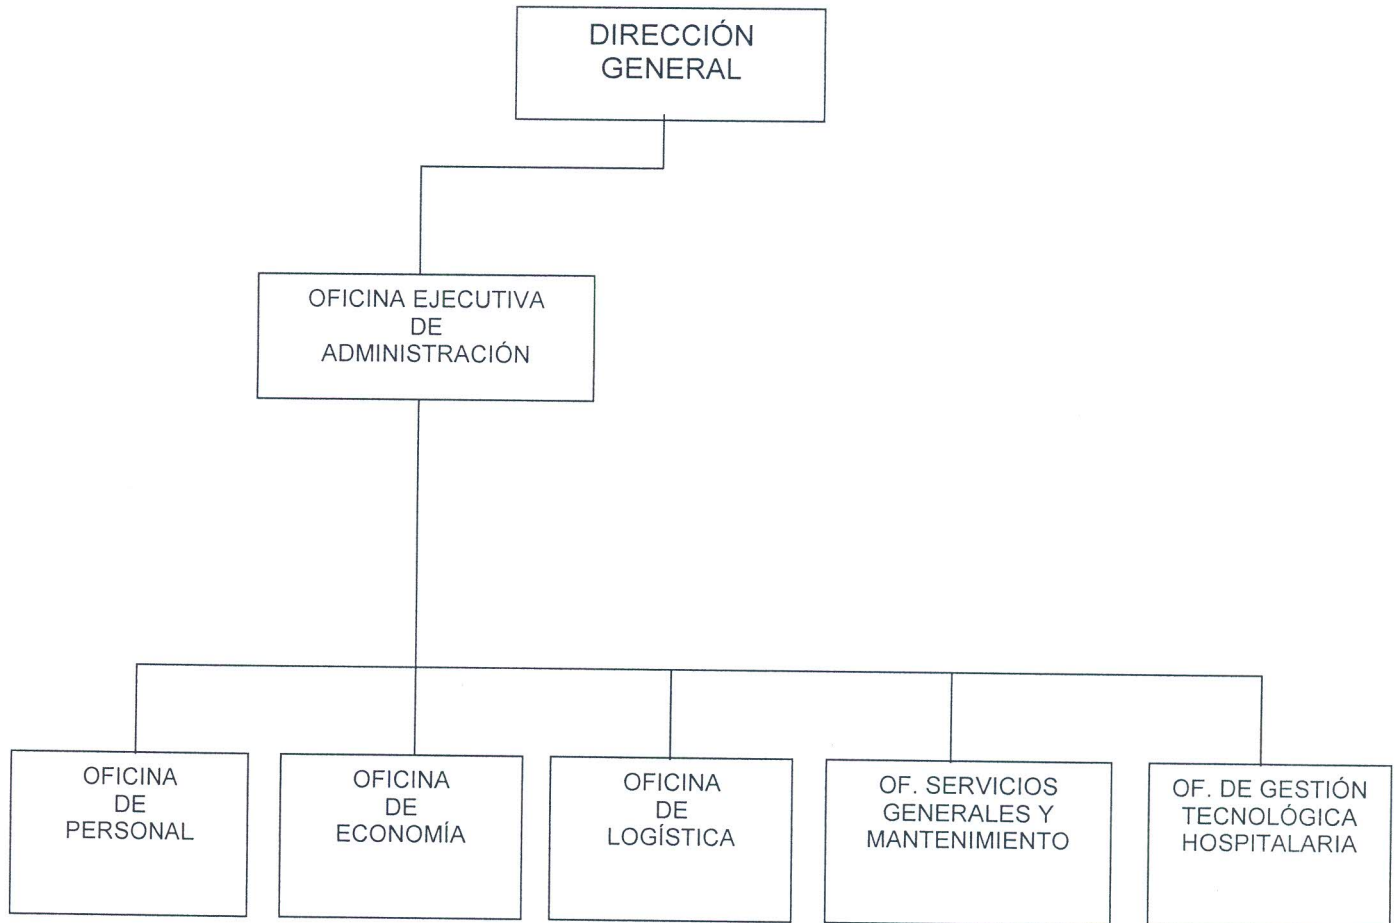 DIRECCIÓN
GENERAL
OFICINA EJECUTIVA
DE
ADMINISTRACIÓN
OFICINA
DE
PERSONAL
OFICINA
DE
ECONOMÍA
OFICINA
DE
LOGÍSTICA
OF. SERVICIOS
GENERALES Y
MANTENIMIENTO
OF. DE GESTIÓN
TECNOLÓGICA
HOSPITALARIA